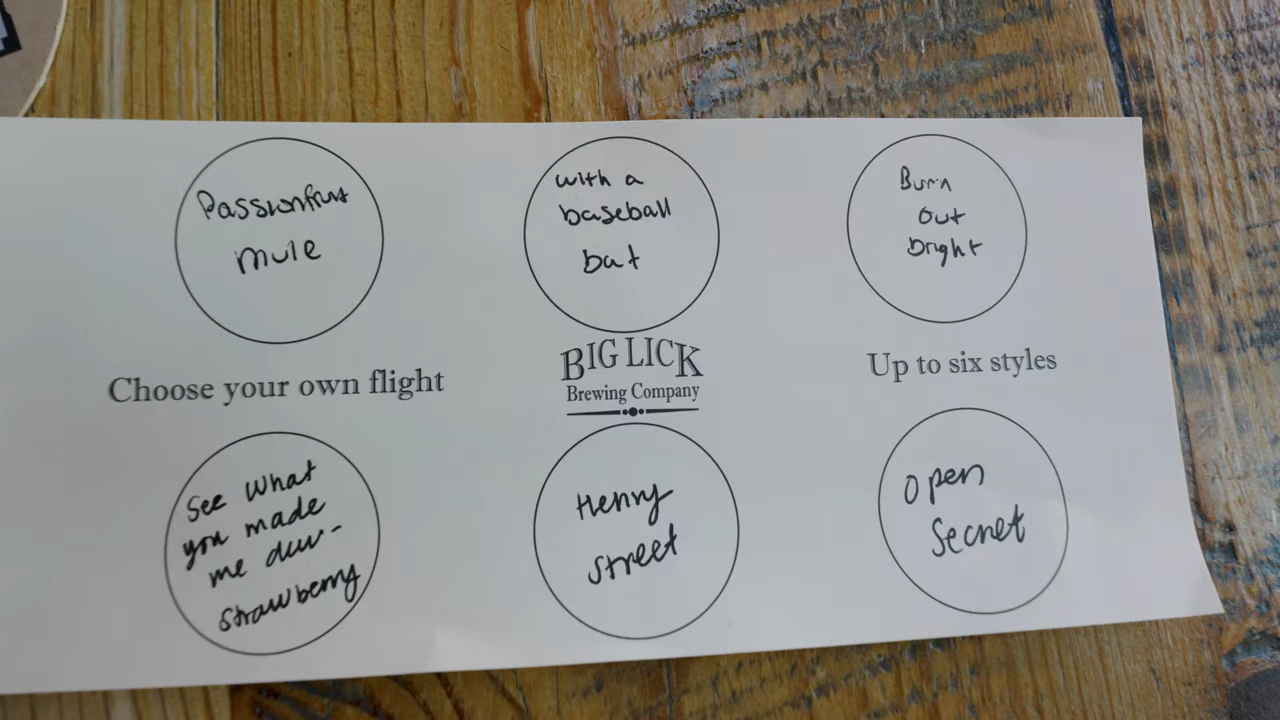 Passionfruit
mule
with a
baseball
bat
Burn
out
bright
Choose your own flight
BIG LICK
Brewing Company
Up to six styles
See What
you made
me duw -
Strawberry
Henry
Street
Open
Secret